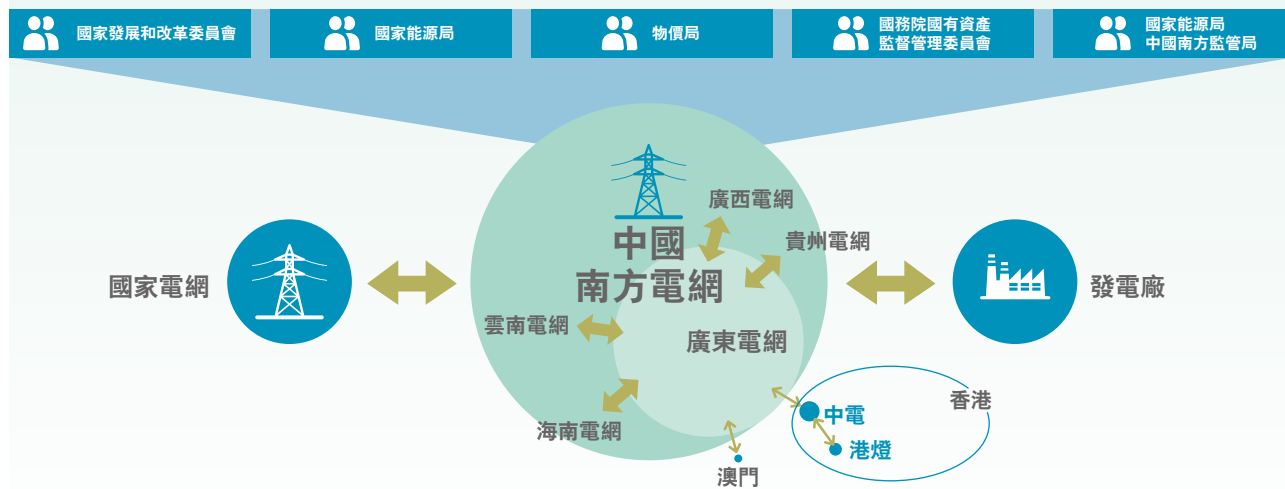 國家發展和改革委員會
國家能源局
物價局
國務院國有資產
監督管理委員會
國家能源局
中國南方監管局
廣西電網
中國
南方電網
貴州電網
國家電網
發電廠
雲南電網
廣東電網
香港
中電
海南電網
港燈
澳門